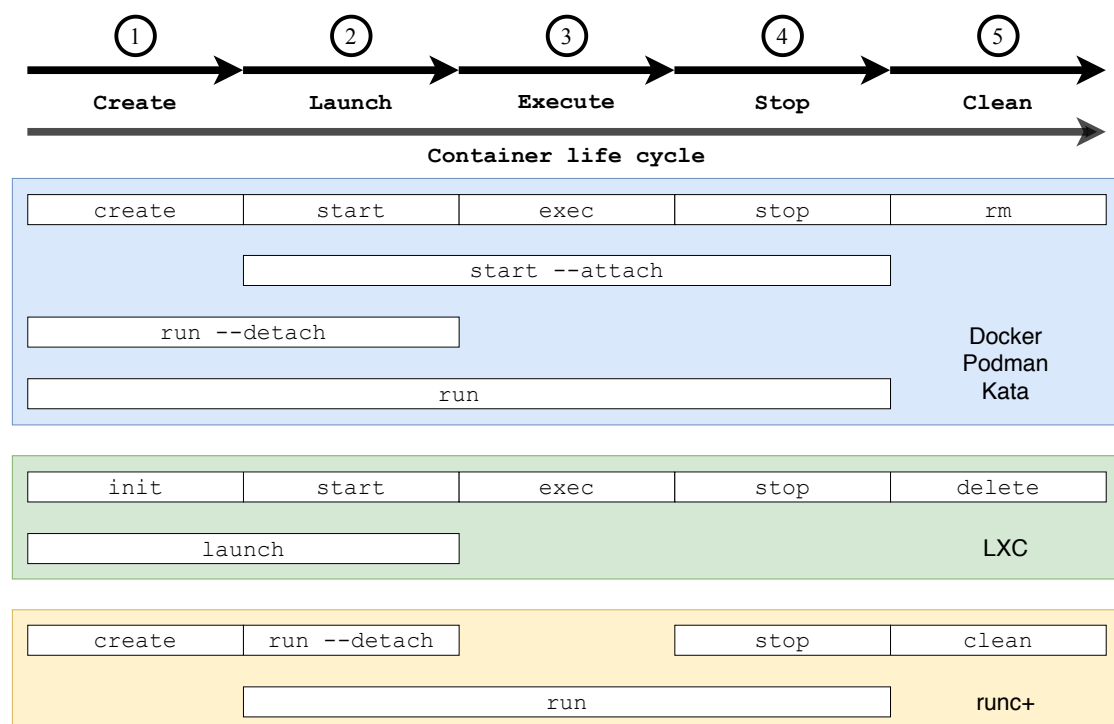 1 2 3 4 5
Create Launch Execute Stop Clean
Container life cycle
create start exec stop rm
start --attach
run --detach
Docker
Podman
Kata
run
init start exec stop delete
launch
LXC
create run --detach stop clean
run
runc+